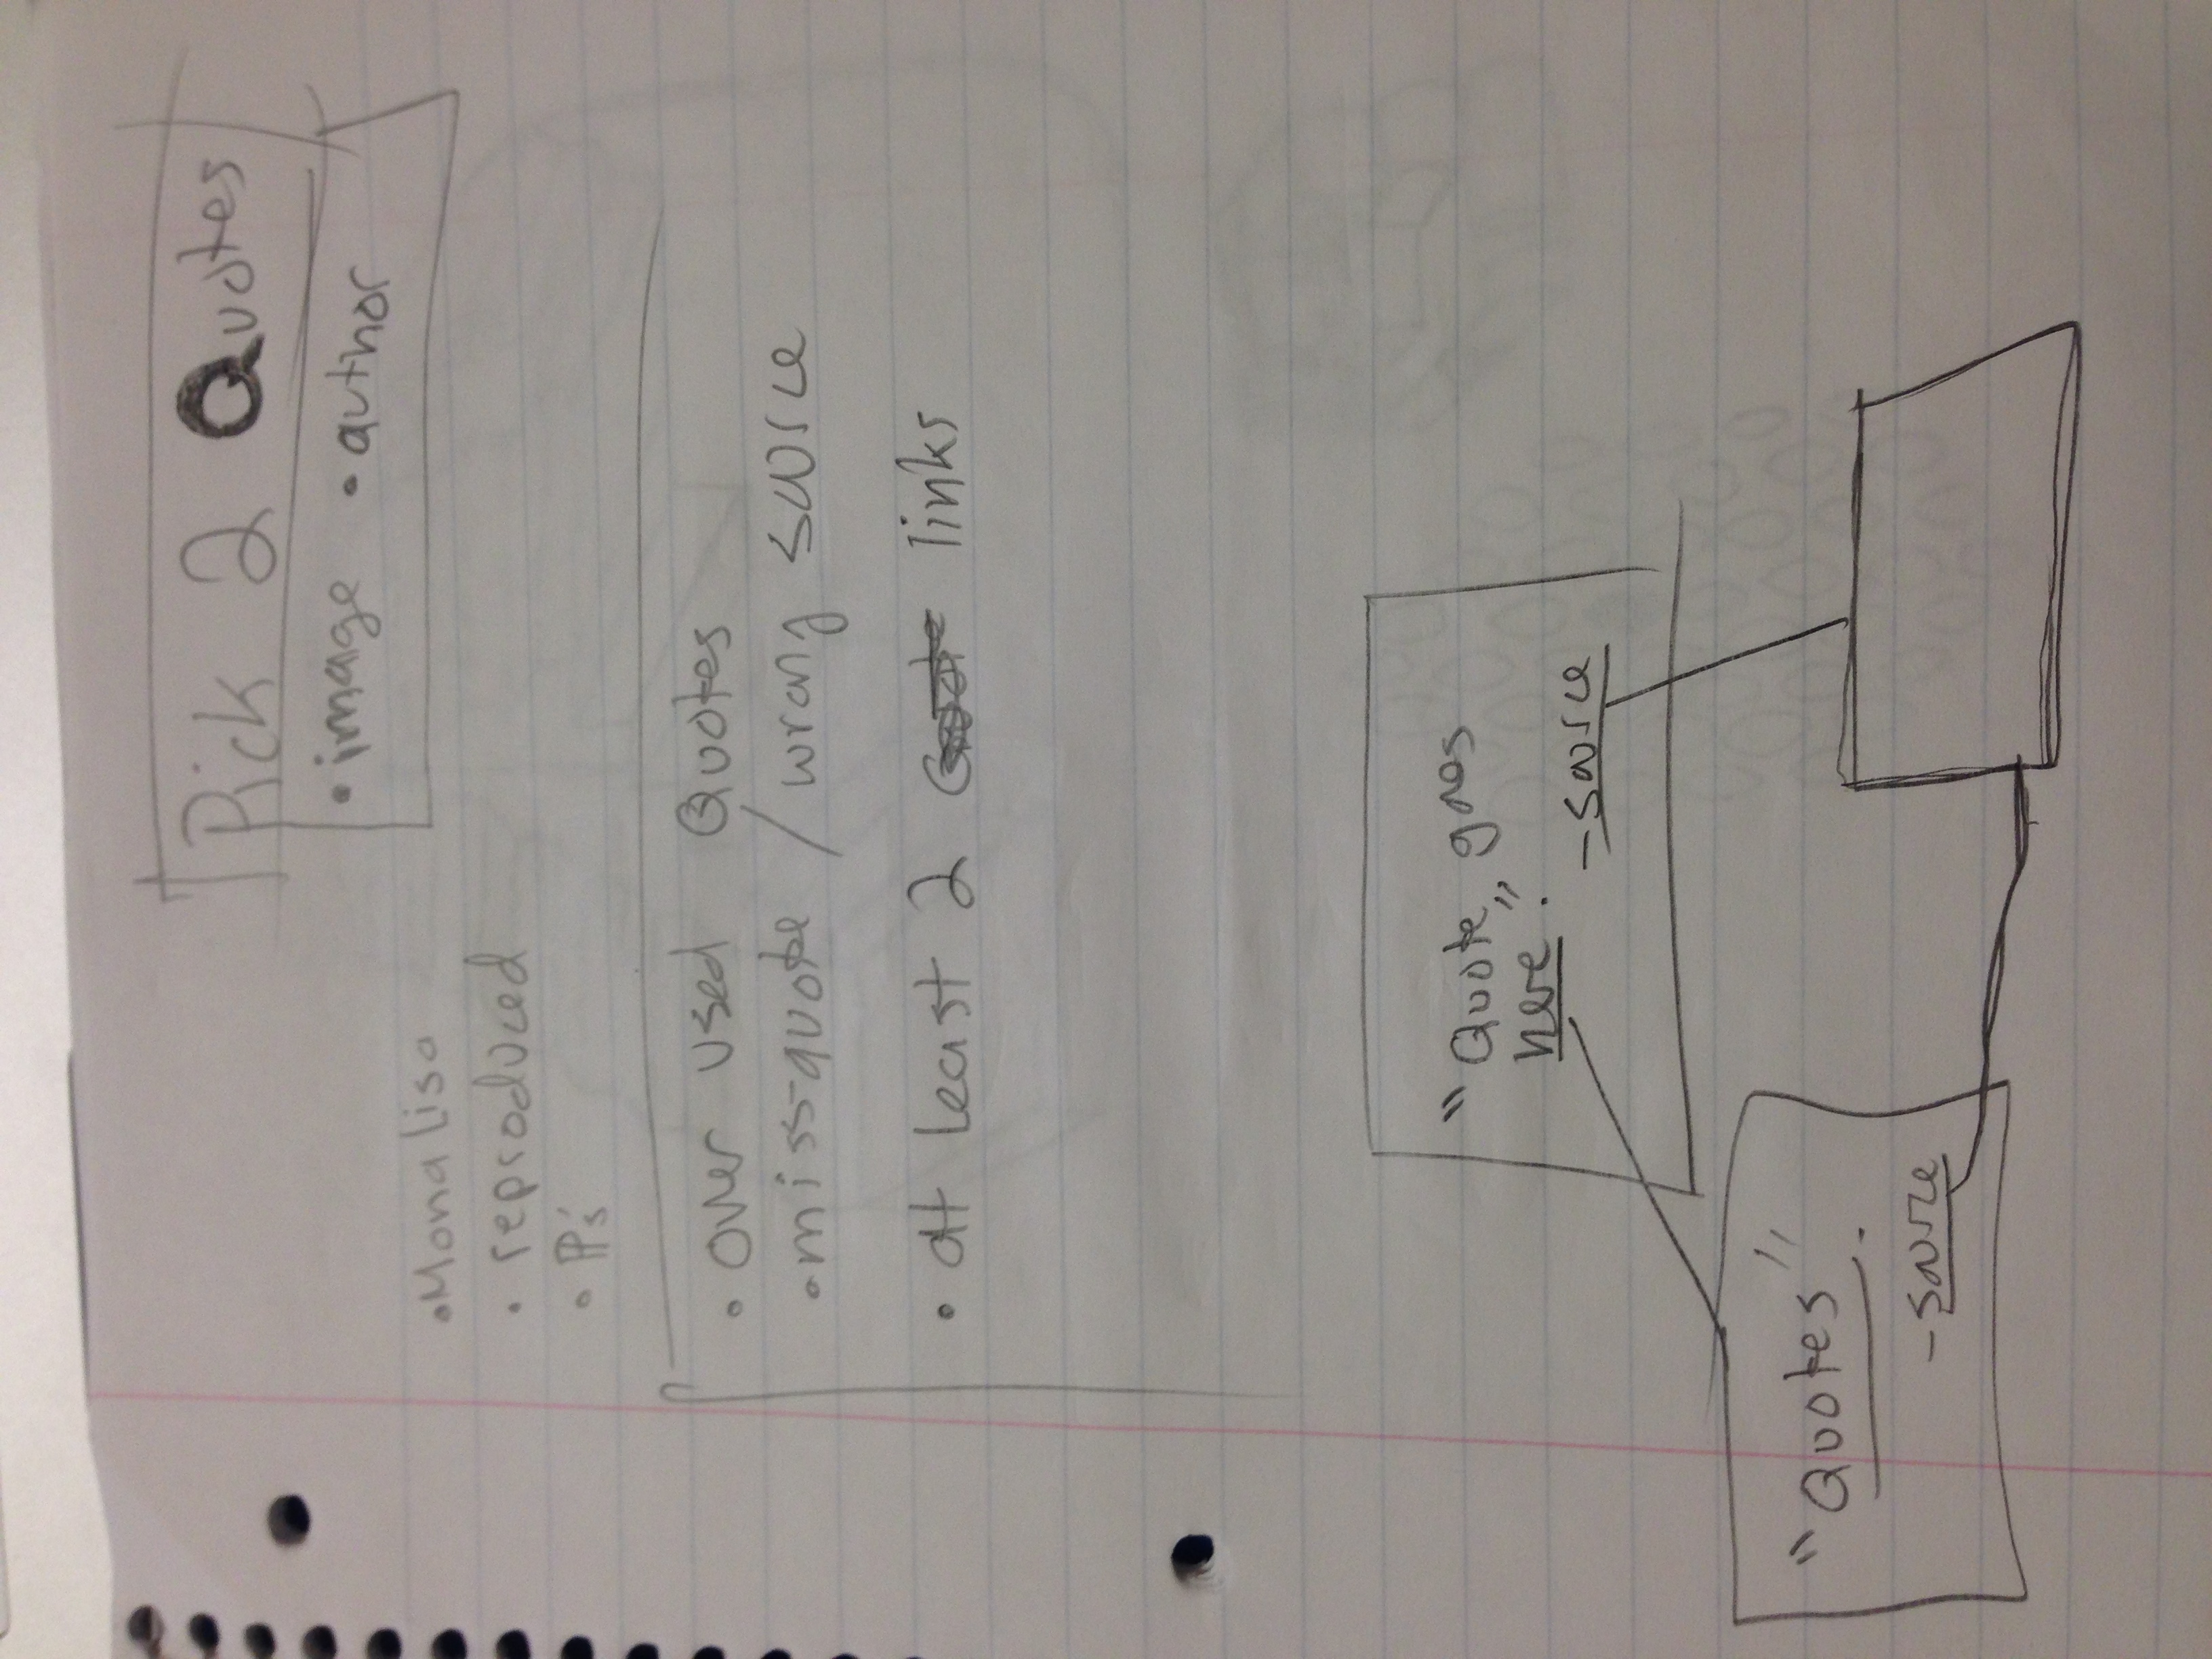 Pick 2 Quotes
• image • author
• Mona Lisa
• reproduced
• PP's
• over used Quotes
• miss-quote / wrong source
• at least 2 links
"Quote goes
here."
- source
"Quotes".
- source